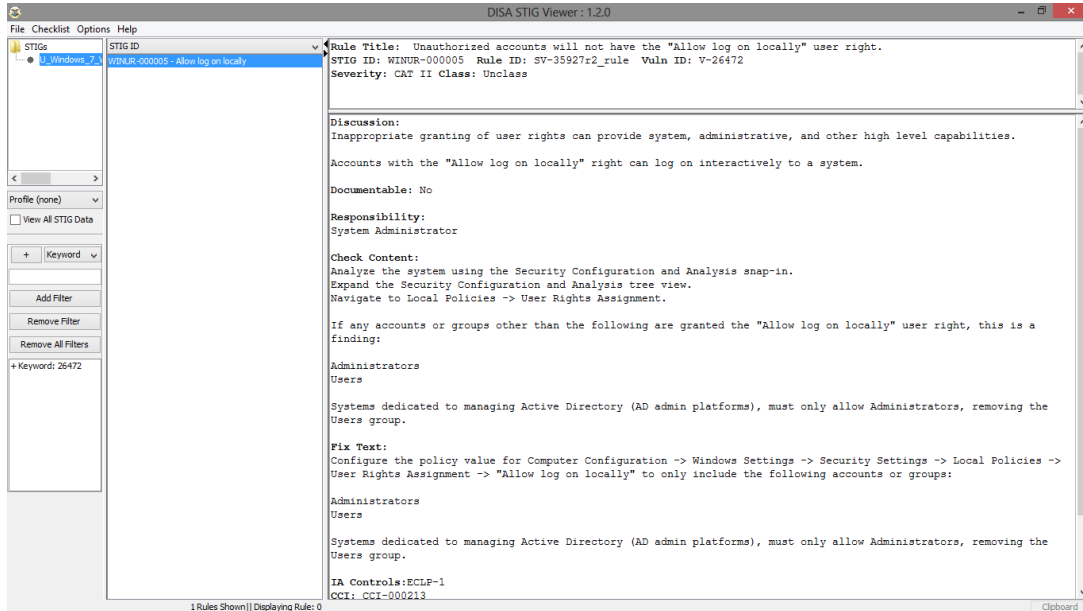 DISA STIG Viewer : 1.2.0
File Checklist Options Help
STIGs
U_Windows_7_V
Profile (none)
View All STIG Data
+ Keyword
Add Filter
Remove Filter
Remove All Filters
+ Keyword: 26472
STIG ID
WINUR-000005 - Allow log on locally
Rule Title: Unauthorized accounts will not have the "Allow log on locally" user right.
STIG ID: WINUR-000005 Rule ID: SV-35927r2_rule Vuln ID: V-26472
Severity: CAT II Class: Unclass
Discussion:
Inappropriate granting of user rights can provide system, administrative, and other high level capabilities.
Accounts with the "Allow log on locally" right can log on interactively to a system.
Documentable: No
Responsibility:
System Administrator
Check Content:
Analyze the system using the Security Configuration and Analysis snap-in.
Expand the Security Configuration and Analysis tree view.
Navigate to Local Policies -> User Rights Assignment.
If any accounts or groups other than the following are granted the "Allow log on locally" user right, this is a
finding:
Administrators
Users
Systems dedicated to managing Active Directory (AD admin platforms), must only allow Administrators, removing the
Users group.
Fix Text:
Configure the policy value for Computer Configuration -> Windows Settings -> Security Settings -> Local Policies ->
User Rights Assignment -> "Allow log on locally" to only include the following accounts or groups:
Administrators
Users
Systems dedicated to managing Active Directory (AD admin platforms), must only allow Administrators, removing the
Users group.
IA Controls:ECLP-1
CCI: CCI-000213
1 Rules Shown|| Displaying Rule: 0
Clipboard